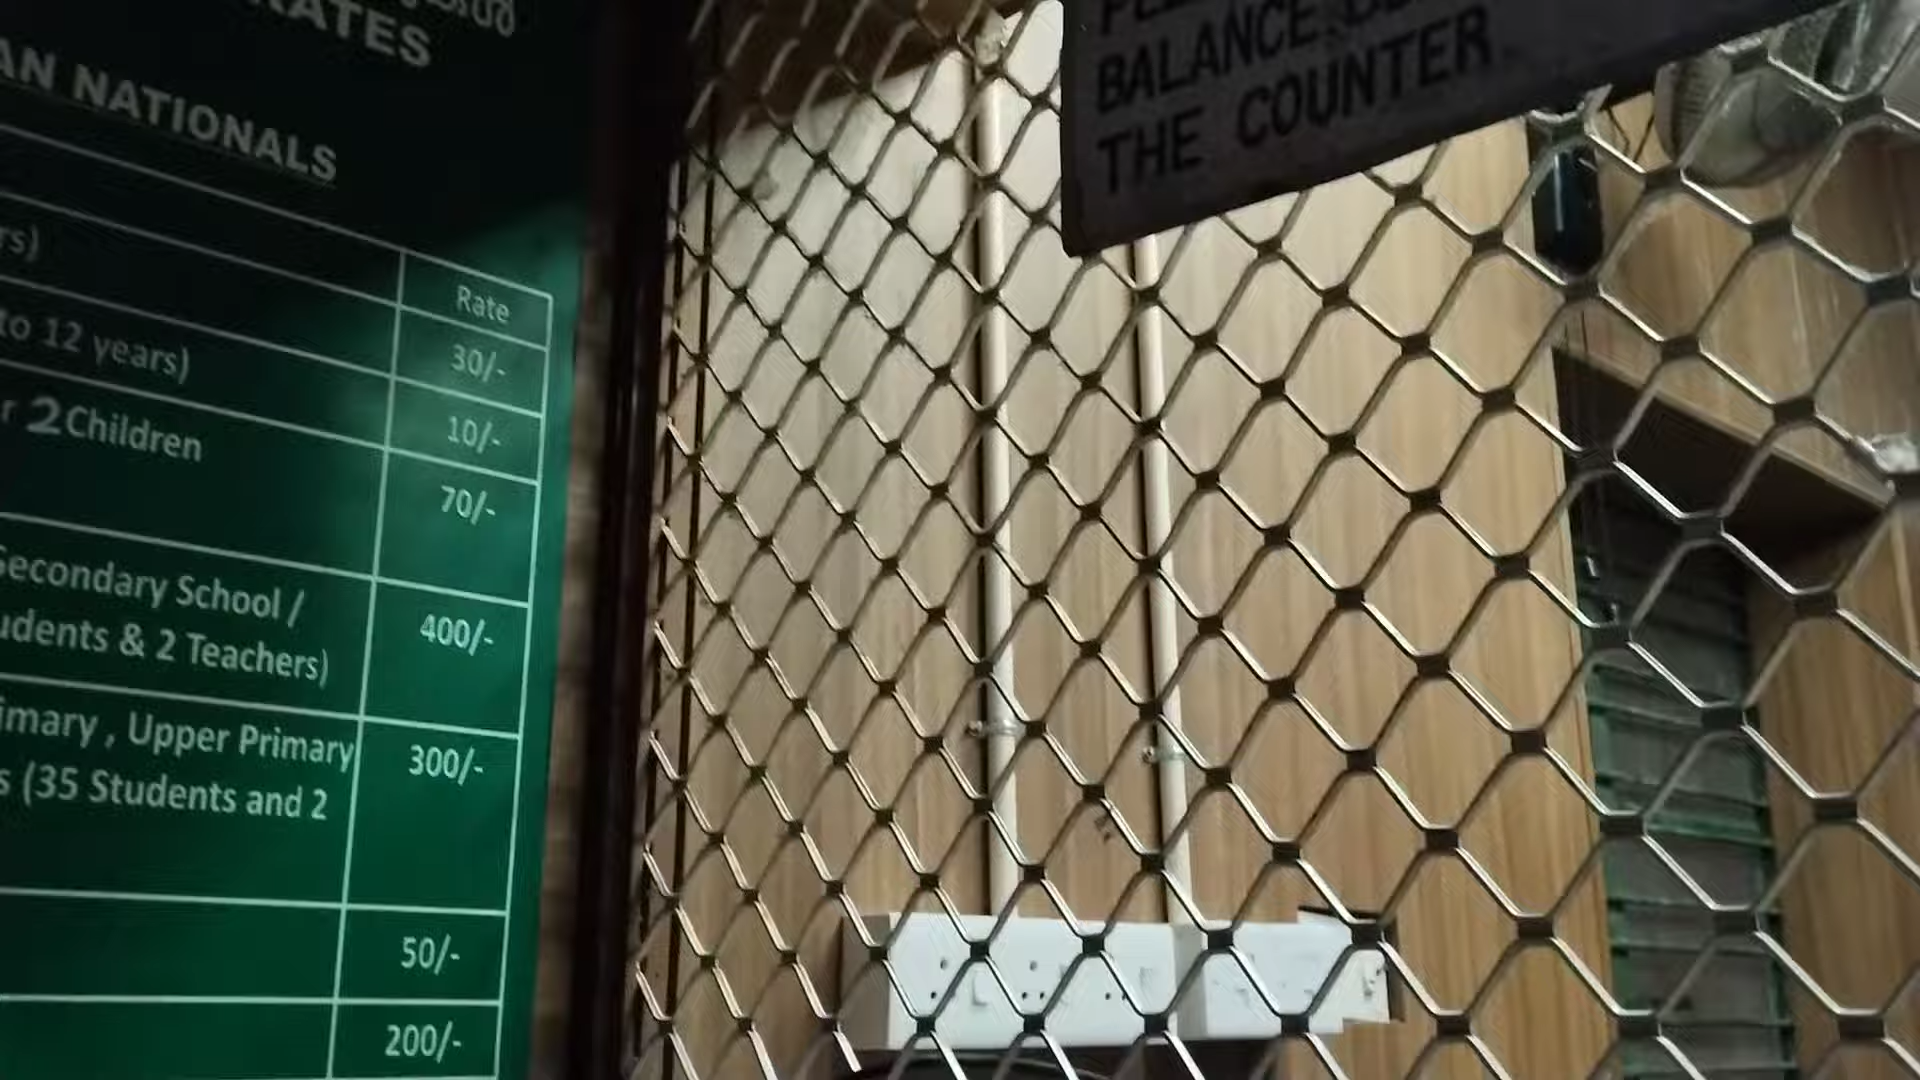 RATES
AN NATIONALS
Rate
rs)
30/-
to 12 years)
10/-
r 2 Children
70/-
Secondary School /
udents & 2 Teachers)
400/-
imary , Upper Primary
s (35 Students and 2
300/-
50/-
200/-
BALANCE
THE COUNTER